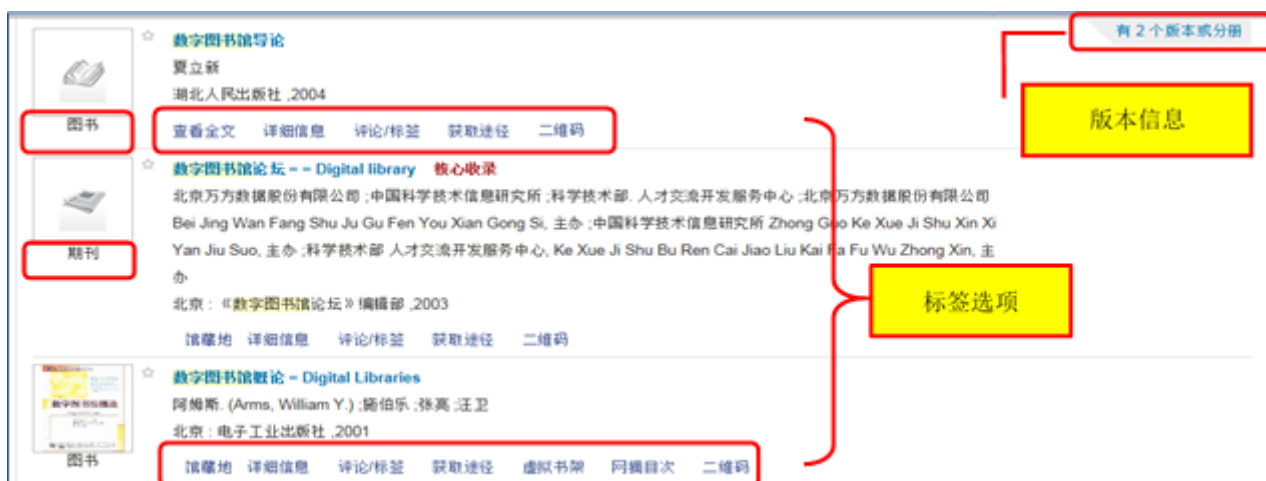 数字图书馆导论
有 2 个版本或分册
夏立新
湖北人民出版社 ,2004
图书
查看全文 详细信息 评论/标签 获取途径 二维码
版本信息
数字图书馆论坛 = = Digital library 核心收录
北京万方数据股份有限公司 ;中国科学技术信息研究所 ;科学技术部. 人才交流开发服务中心 ;北京万方数据股份有限公司
Bei Jing Wan Fang Shu Ju Gu Fen You Xian Gong Si, 主办 ;中国科学技术信息研究所 Zhong Guo Ke Xue Ji Shu Xin Xi
Yan Jiu Suo, 主办 ;科学技术部 人才交流开发服务中心, Ke Xue Ji Shu Bu Ren Cai Jiao Liu Kai Fa Fu Wu Zhong Xin, 主
办
期刊
北京 : 《数字图书馆论坛》编辑部 ,2003
标签选项
馆藏地 详细信息 评论/标签 获取途径 二维码
数字图书馆概论 = Digital Libraries
阿姆斯. (Arms, William Y.) ;施伯乐 ;张亮 ;汪卫
北京 : 电子工业出版社 ,2001
图书
馆藏地 详细信息 评论/标签 获取途径 虚拟书架 网摘目次 二维码